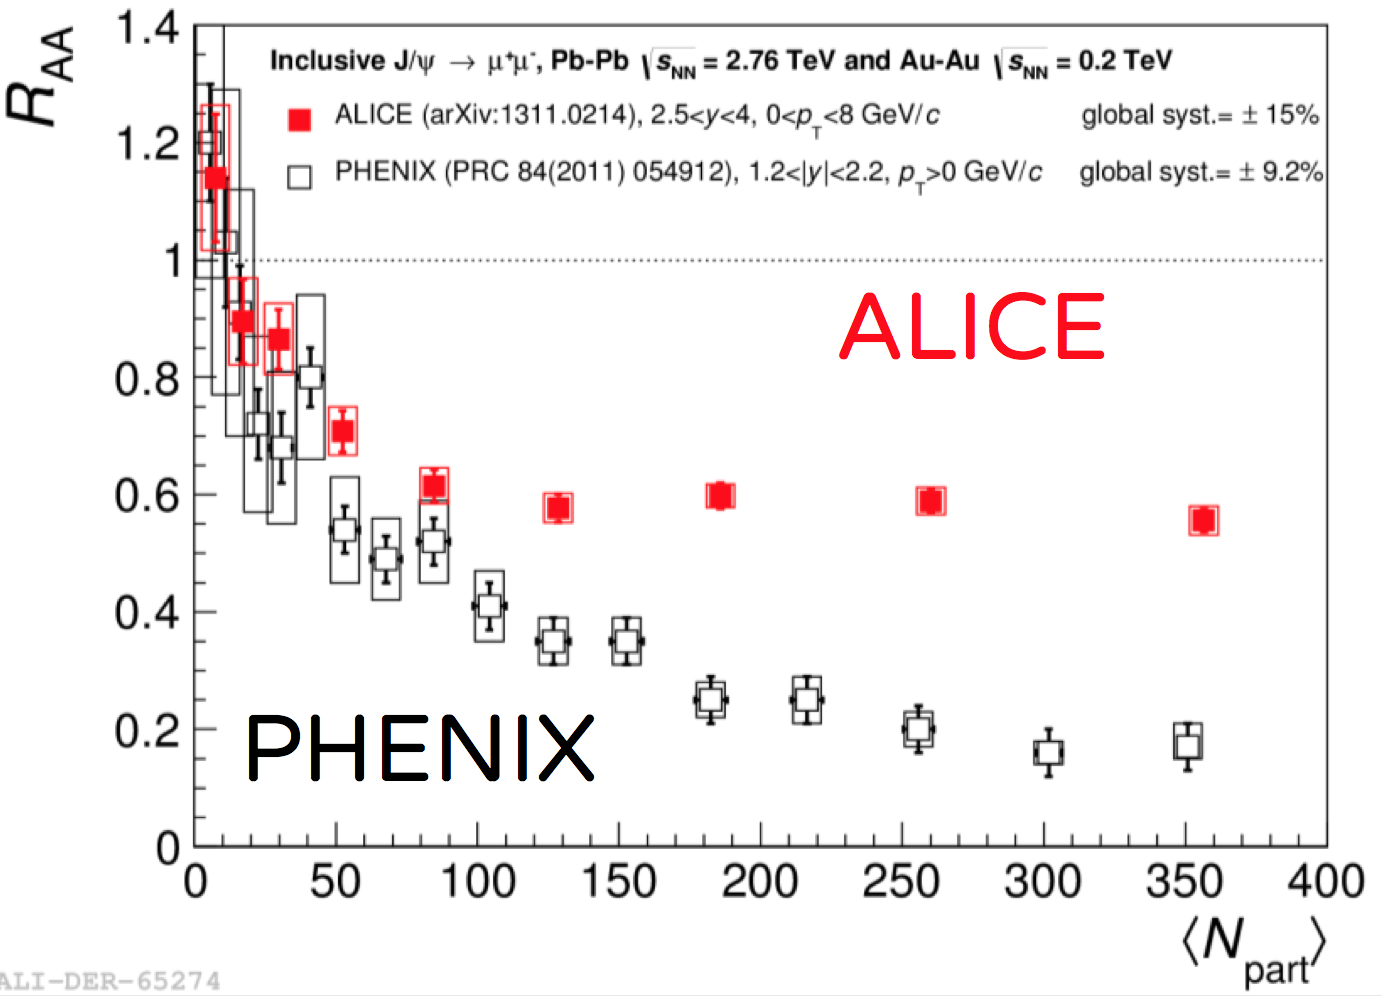 R_AA
1.4
1.2
1
0.8
0.6
0.4
0.2
0
Inclusive J/ψ → μ⁺μ⁻, Pb-Pb √s_NN = 2.76 TeV and Au-Au √s_NN = 0.2 TeV
ALICE (arXiv:1311.0214), 2.5<y<4, 0<p_T<8 GeV/c global syst.= ± 15%
PHENIX (PRC 84(2011) 054912), 1.2<|y|<2.2, p_T>0 GeV/c global syst.= ± 9.2%
ALICE
PHENIX
0 50 100 150 200 250 300 350 400
⟨N_part⟩
ALI-DER-65274